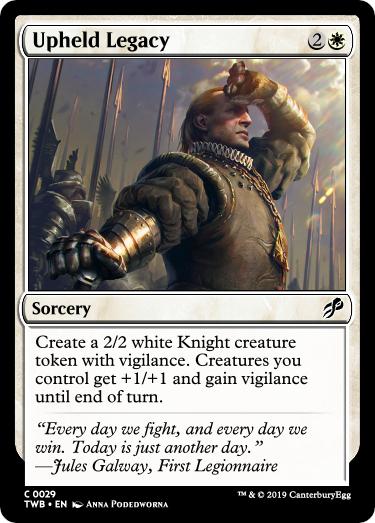 Upheld Legacy 2
Sorcery
Create a 2/2 white Knight creature
token with vigilance. Creatures you
control get +1/+1 and gain vigilance
until end of turn.
“Every day we fight, and every day we
win. Today is just another day.”
—Jules Galway, First Legionnaire
C 0029
TWB • EN Anna Podedworna
™ & © 2019 CanterburyEgg